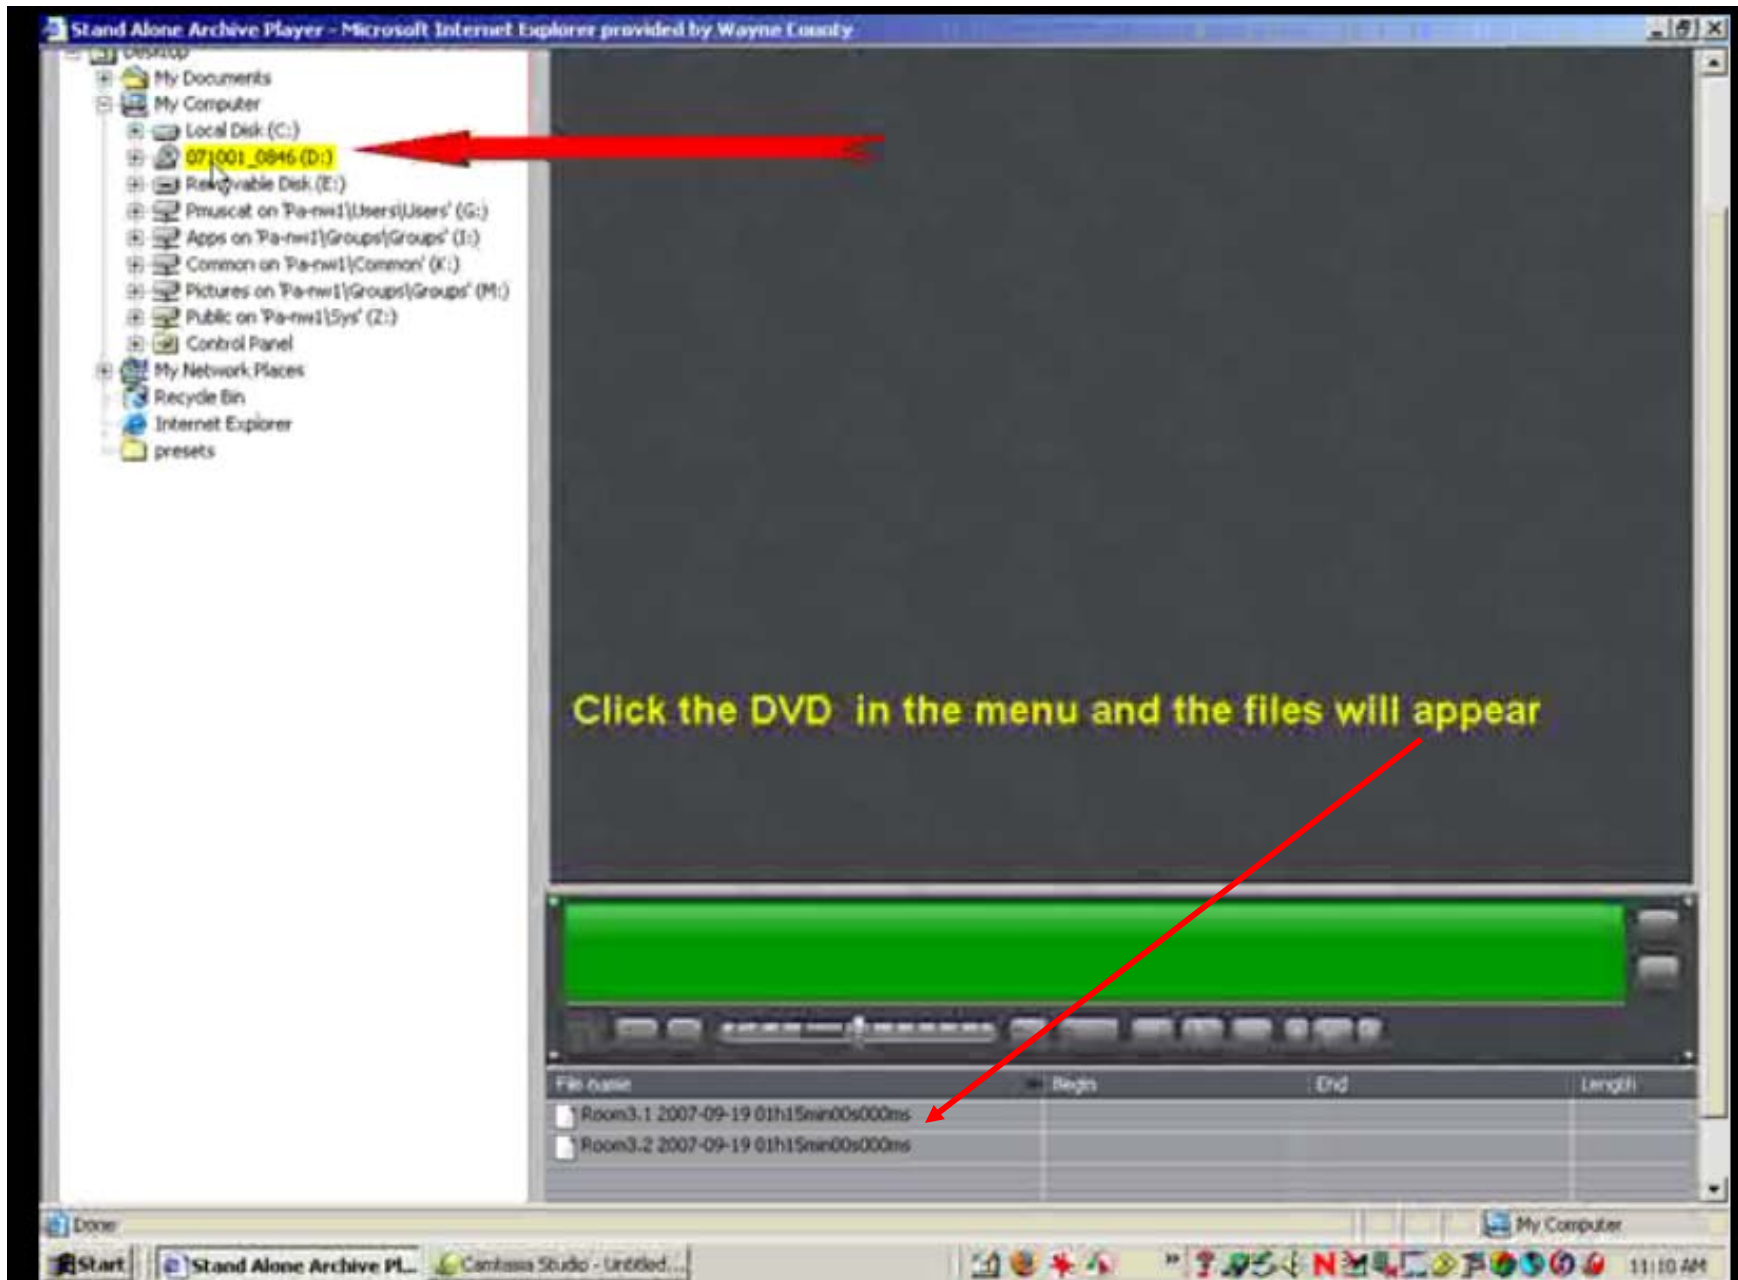 Stand Alone Archive Player - Microsoft Internet Explorer provided by Wayne County
Desktop
My Documents
My Computer
Local Disk (C:)
071001_0846 (D:)
Removable Disk (E:)
Pmuscat on 'Pa-nw1\Users\Users' (G:)
Apps on 'Pa-nw1\Groups\Groups' (I:)
Common on 'Pa-nw1\Common' (K:)
Pictures on 'Pa-nw1\Groups\Groups' (M:)
Public on 'Pa-nw1\Sys' (Z:)
Control Panel
My Network Places
Recycle Bin
Internet Explorer
presets
Click the DVD in the menu and the files will appear
File name Begin End Length
Room3.1 2007-09-19 01h15min00s000ms
Room3.2 2007-09-19 01h15min00s000ms
Done My Computer
Start Stand Alone Archive Pl... Camtasia Studio - Untitled... 11:10 AM